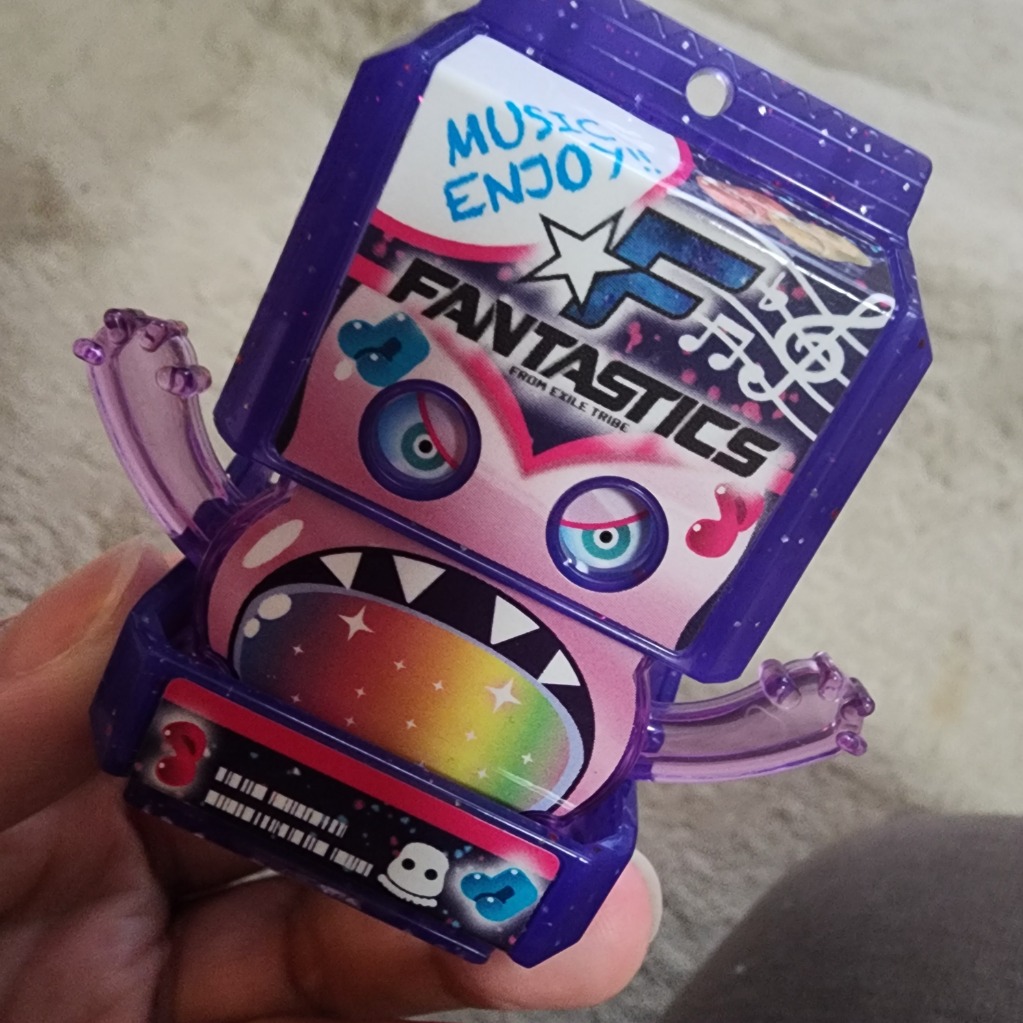 MUSIC
ENJOY!!
F
FANTASTICS
FROM EXILE TRIBE